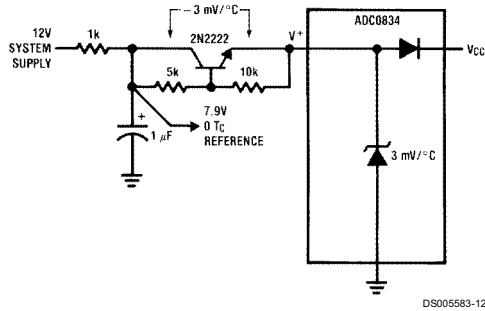 – 3 mV/°C
ADC0834
12V
SYSTEM
SUPPLY
1k
2N2222
V+
VCC
5k
10k
+
1 µF
7.9V
0 TC
REFERENCE
3 mV/°C
DS005583-12